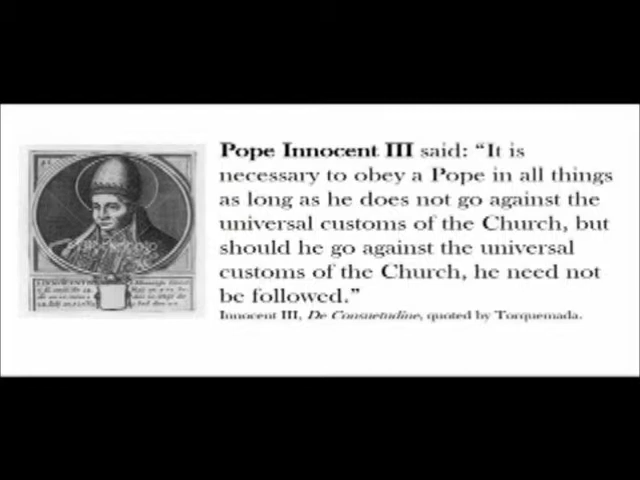 Pope Innocent III said: “It is
necessary to obey a Pope in all things
as long as he does not go against the
universal customs of the Church, but
should he go against the universal
customs of the Church, he need not
be followed.”
Innocent III, De Consuetudine, quoted by Torquemada.